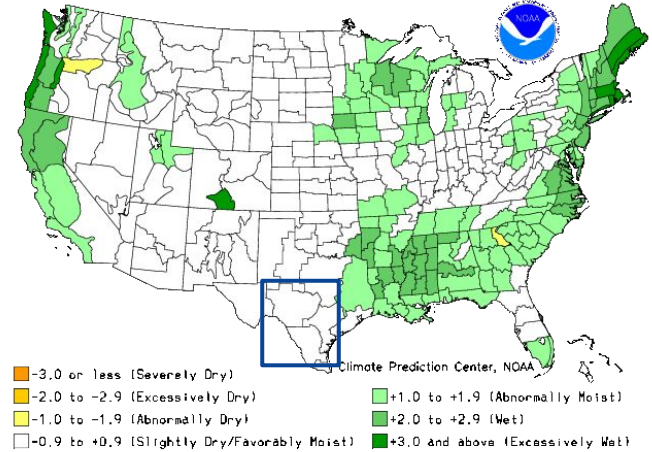 NOAA
Climate Prediction Center, NOAA
-3.0 or less (Severely Dry)
-2.0 to -2.9 (Excessively Dry)
-1.0 to -1.9 (Abnormally Dry)
-0.9 to +0.9 (Slightly Dry/Favorably Moist)
+1.0 to +1.9 (Abnormally Moist)
+2.0 to +2.9 (Wet)
+3.0 and above (Excessively Wet)